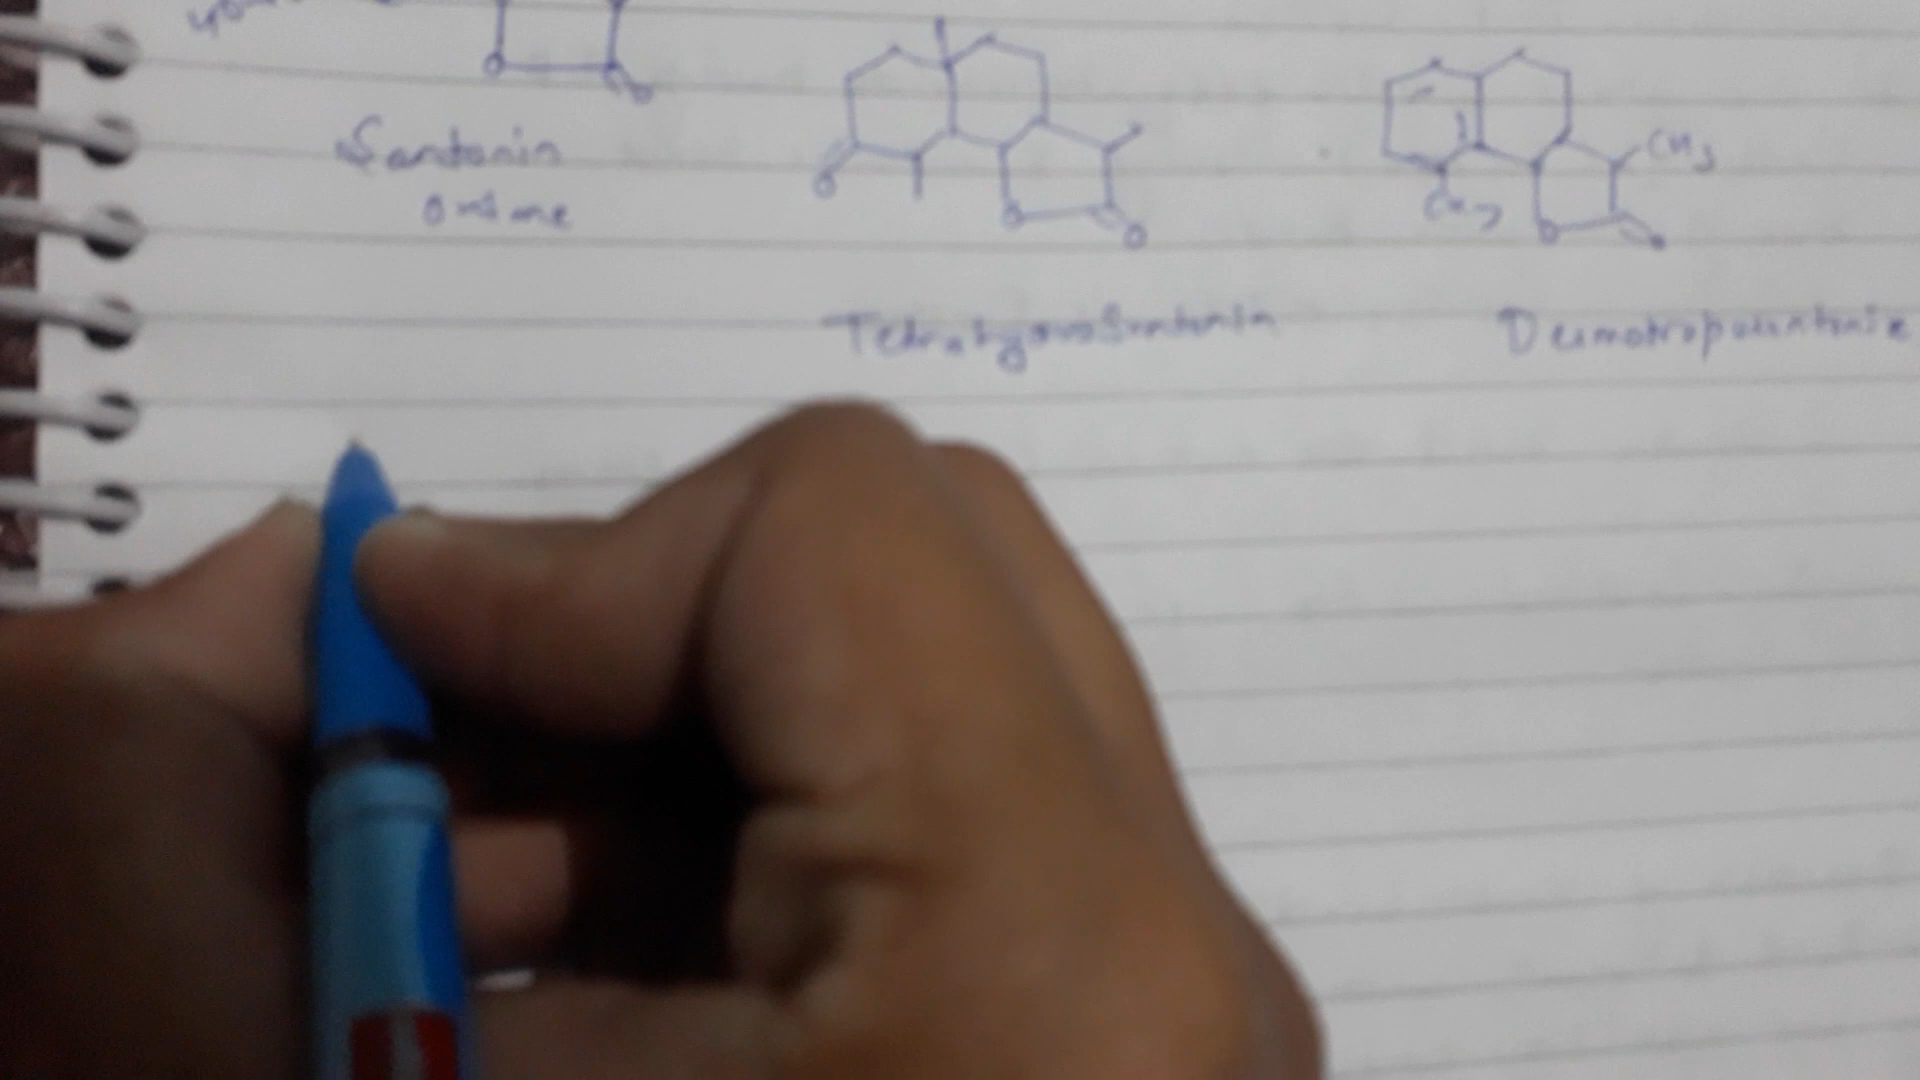 Santonin
oxime
O
O
O
O
O
CH3
CH3
O
O
Tetrahydrosantonin
Desmotroposantonin